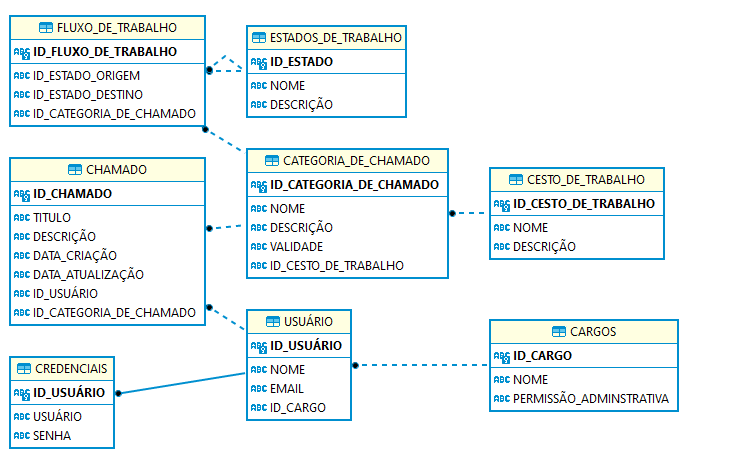 FLUXO_DE_TRABALHO
ID_FLUXO_DE_TRABALHO
ID_ESTADO_ORIGEM
ID_ESTADO_DESTINO
ID_CATEGORIA_DE_CHAMADO
ESTADOS_DE_TRABALHO
ID_ESTADO
NOME
DESCRIÇÃO
CHAMADO
ID_CHAMADO
TITULO
DESCRIÇÃO
DATA_CRIAÇÃO
DATA_ATUALIZAÇÃO
ID_USUÁRIO
ID_CATEGORIA_DE_CHAMADO
CATEGORIA_DE_CHAMADO
ID_CATEGORIA_DE_CHAMADO
NOME
DESCRIÇÃO
VALIDADE
ID_CESTO_DE_TRABALHO
CESTO_DE_TRABALHO
ID_CESTO_DE_TRABALHO
NOME
DESCRIÇÃO
USUÁRIO
ID_USUÁRIO
NOME
EMAIL
ID_CARGO
CARGOS
ID_CARGO
NOME
PERMISSÃO_ADMINSTRATIVA
CREDENCIAIS
ID_USUÁRIO
USUÁRIO
SENHA